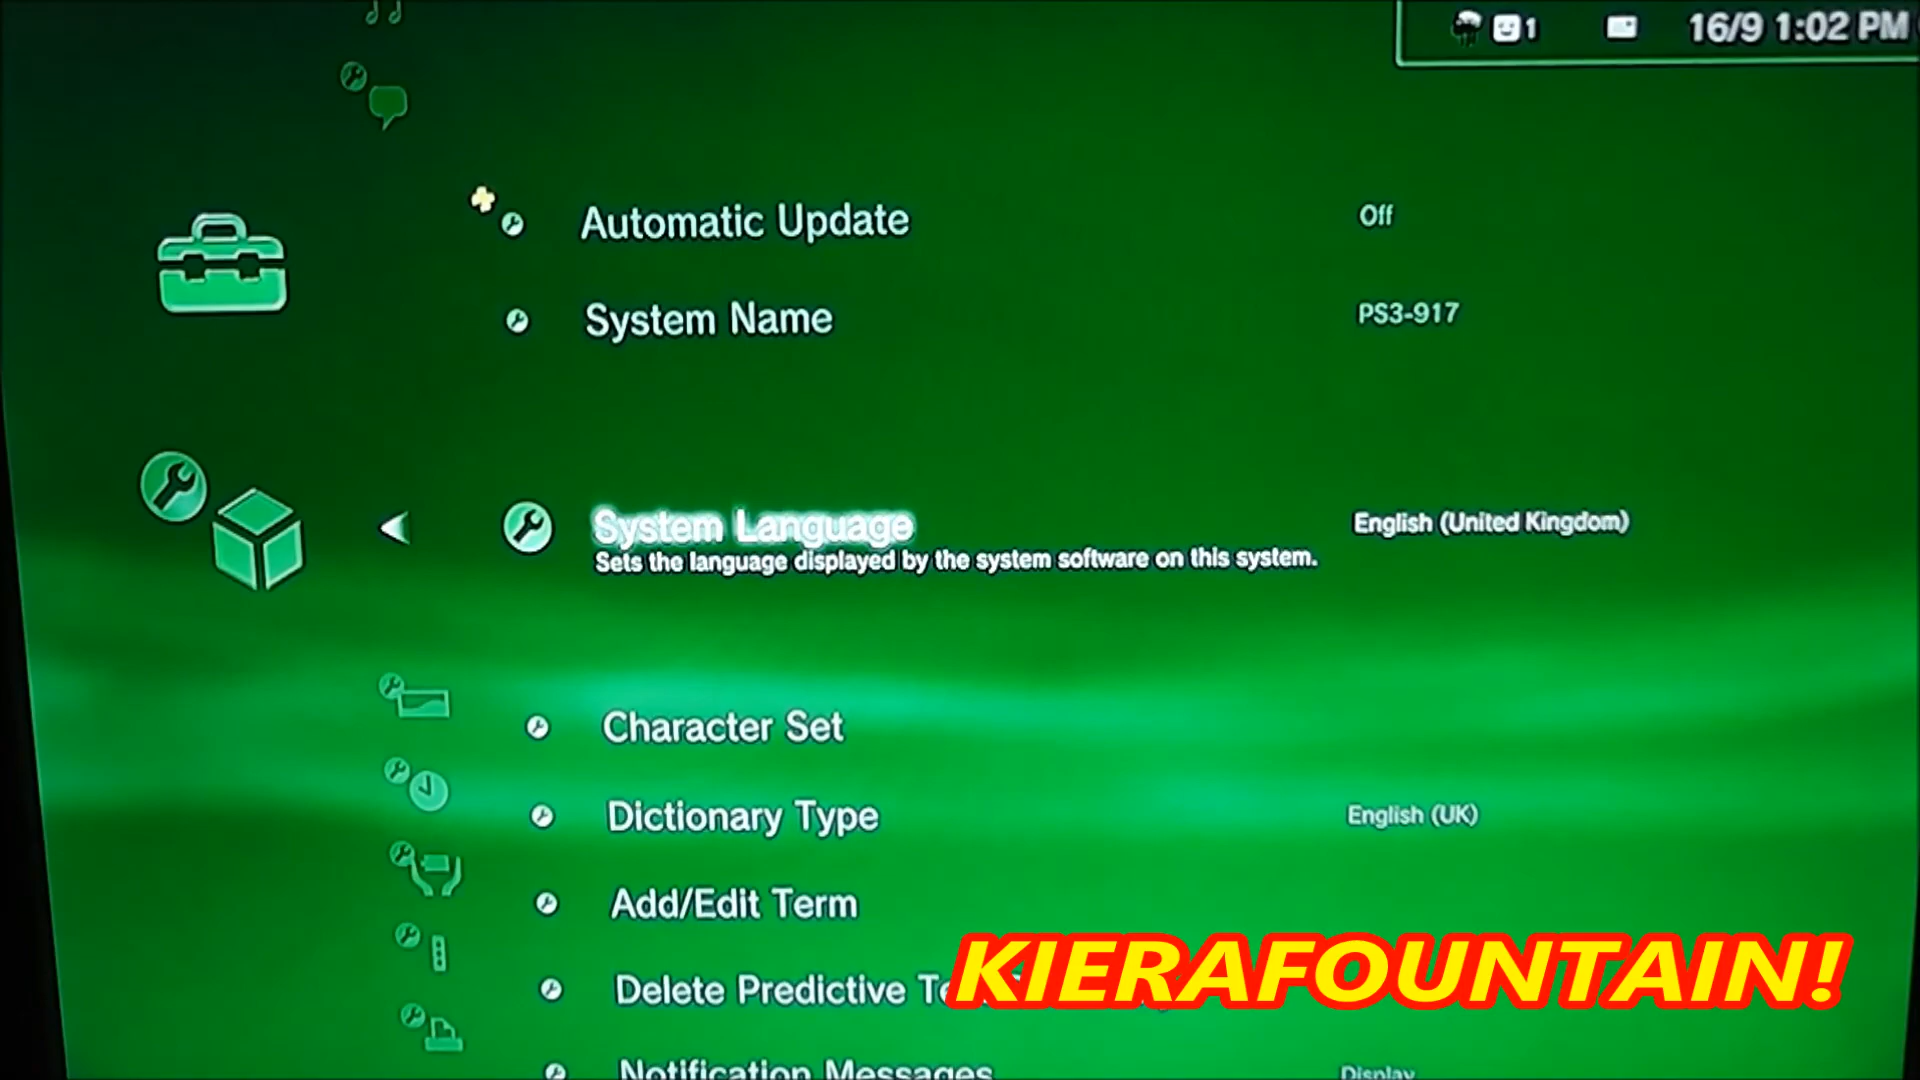 1 16/9 1:02 PM
Automatic Update Off
System Name PS3-917
System Language English (United Kingdom)
Sets the language displayed by the system software on this system.
Character Set
Dictionary Type English (UK)
Add/Edit Term
Delete Predictive
KIERAFOUNTAIN!
Notification Messages Display